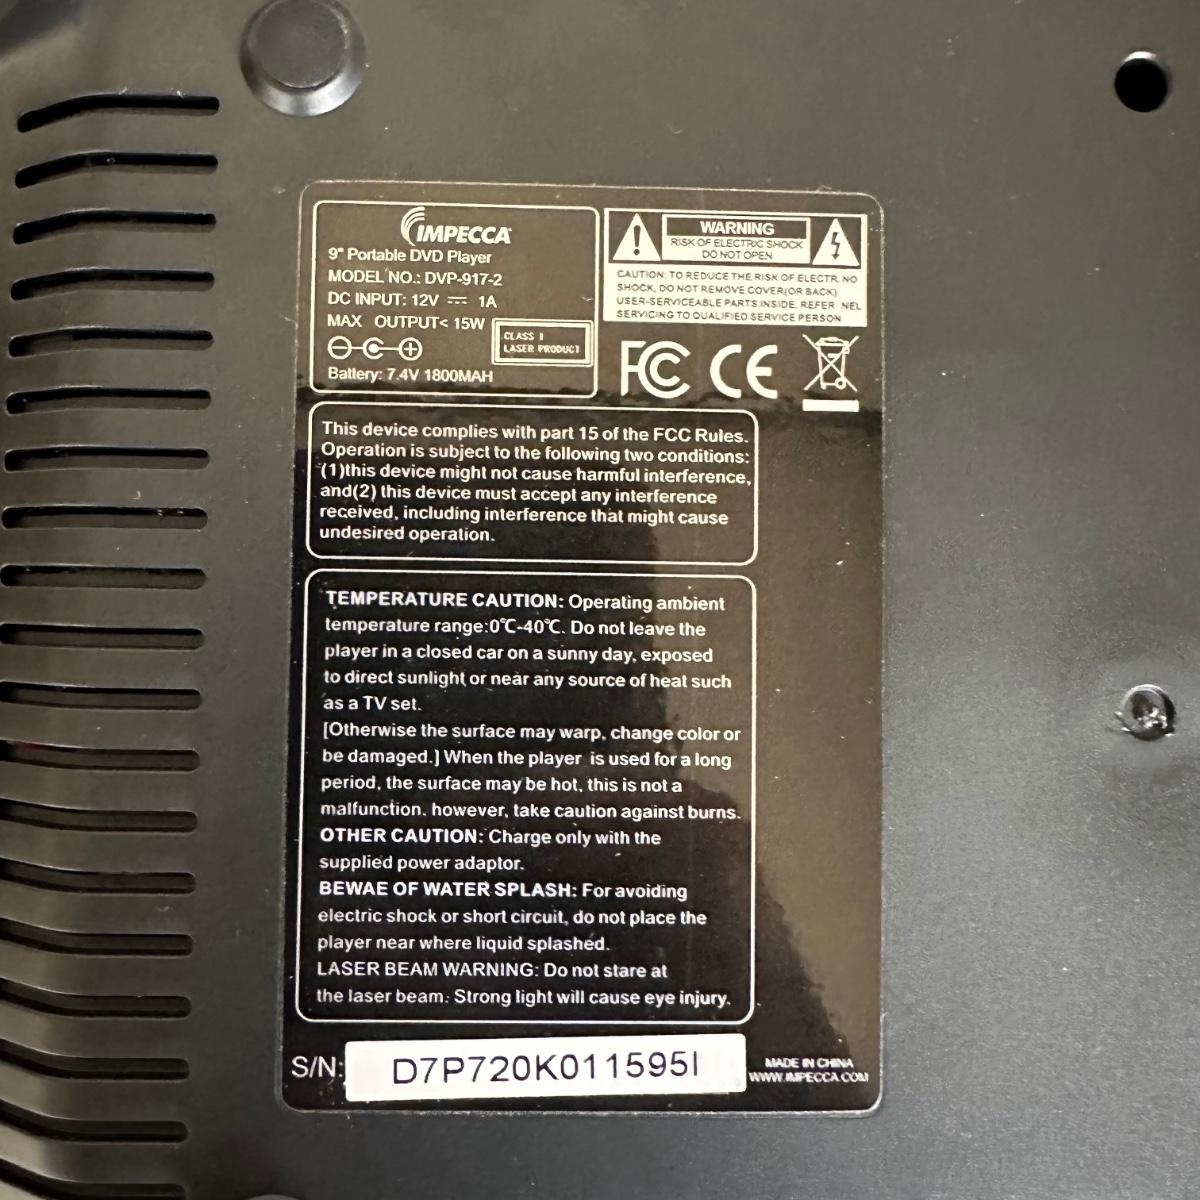 IMPECCA
9" Portable DVD Player
MODEL NO.: DVP-917-2
DC INPUT: 12V ⎓ 1A
MAX OUTPUT< 15W
CLASS 1
LASER PRODUCT
Battery: 7.4V 1800MAH
WARNING
RISK OF ELECTRIC SHOCK
DO NOT OPEN
CAUTION: TO REDUCE THE RISK OF ELECTR. NO
SHOCK, DO NOT REMOVE COVER(OR BACK)
USER-SERVICEABLE PARTS INSIDE. REFER NEL
SERVICING TO QUALIFIED SERVICE PERSON
FC CE
This device complies with part 15 of the FCC Rules.
Operation is subject to the following two conditions:
(1)this device might not cause harmful interference,
and(2) this device must accept any interference
received, including interference that might cause
undesired operation.
TEMPERATURE CAUTION: Operating ambient
temperature range:0℃-40℃. Do not leave the
player in a closed car on a sunny day, exposed
to direct sunlight or near any source of heat such
as a TV set.
[Otherwise the surface may warp, change color or
be damaged.] When the player is used for a long
period, the surface may be hot, this is not a
malfunction. however, take caution against burns.
OTHER CAUTION: Charge only with the
supplied power adaptor.
BEWAE OF WATER SPLASH: For avoiding
electric shock or short circuit, do not place the
player near where liquid splashed.
LASER BEAM WARNING: Do not stare at
the laser beam. Strong light will cause eye injury.
S/N: D7P720K011595I
MADE IN CHINA
WWW.IMPECCA.COM